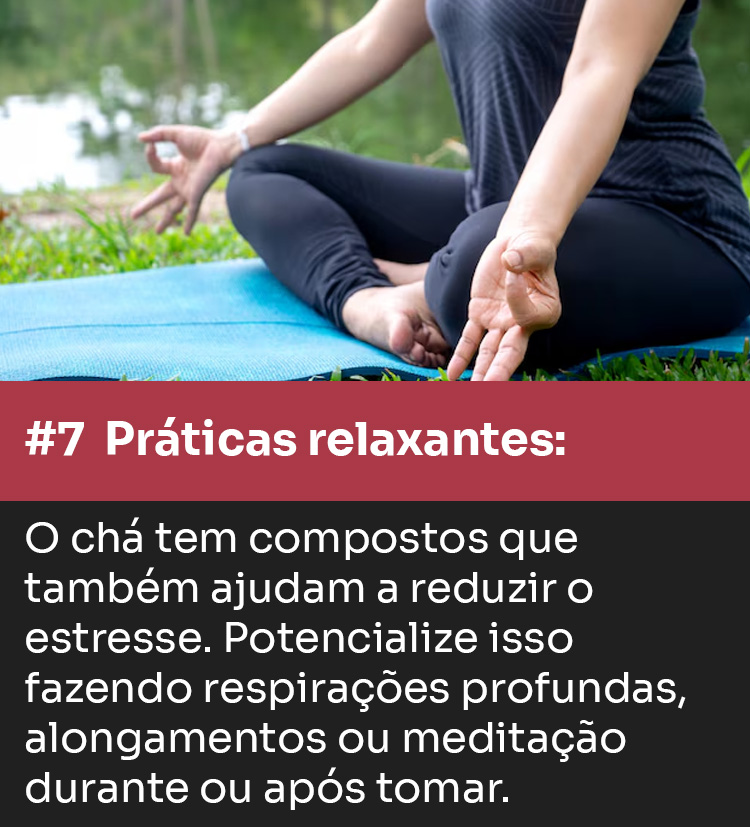 #7 Práticas relaxantes:
O chá tem compostos que
também ajudam a reduzir o
estresse. Potencialize isso
fazendo respirações profundas,
alongamentos ou meditação
durante ou após tomar.